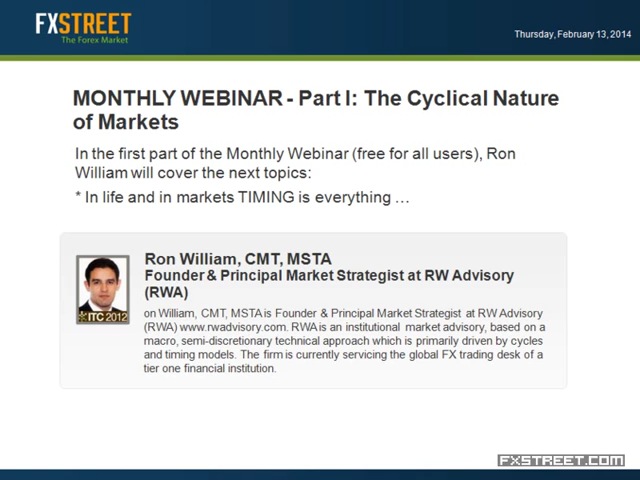 FXSTREET
The Forex Market
Thursday, February 13, 2014
MONTHLY WEBINAR - Part I: The Cyclical Nature
of Markets
In the first part of the Monthly Webinar (free for all users), Ron
William will cover the next topics:
* In life and in markets TIMING is everything …
Ron William, CMT, MSTA
Founder & Principal Market Strategist at RW Advisory
(RWA)
on William, CMT, MSTA is Founder & Principal Market Strategist at RW Advisory
(RWA) www.rwadvisory.com. RWA is an institutional market advisory, based on a
macro, semi-discretionary technical approach which is primarily driven by cycles
and timing models. The firm is currently servicing the global FX trading desk of a
tier one financial institution.
ITC 2012
FXSTREET.COM